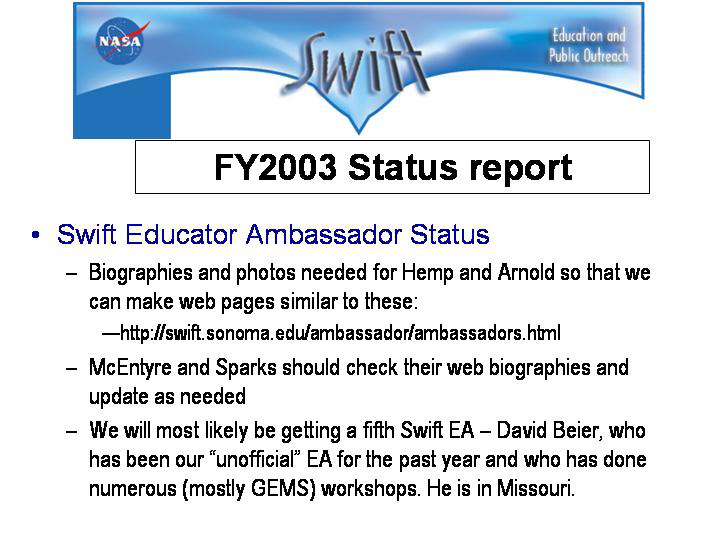 NASA
Swift
Education and
Public Outreach
FY2003 Status report
• Swift Educator Ambassador Status
– Biographies and photos needed for Hemp and Arnold so that we
can make web pages similar to these:
—http://swift.sonoma.edu/ambassador/ambassadors.html
– McEntyre and Sparks should check their web biographies and
update as needed
– We will most likely be getting a fifth Swift EA – David Beier, who
has been our “unofficial” EA for the past year and who has done
numerous (mostly GEMS) workshops. He is in Missouri.